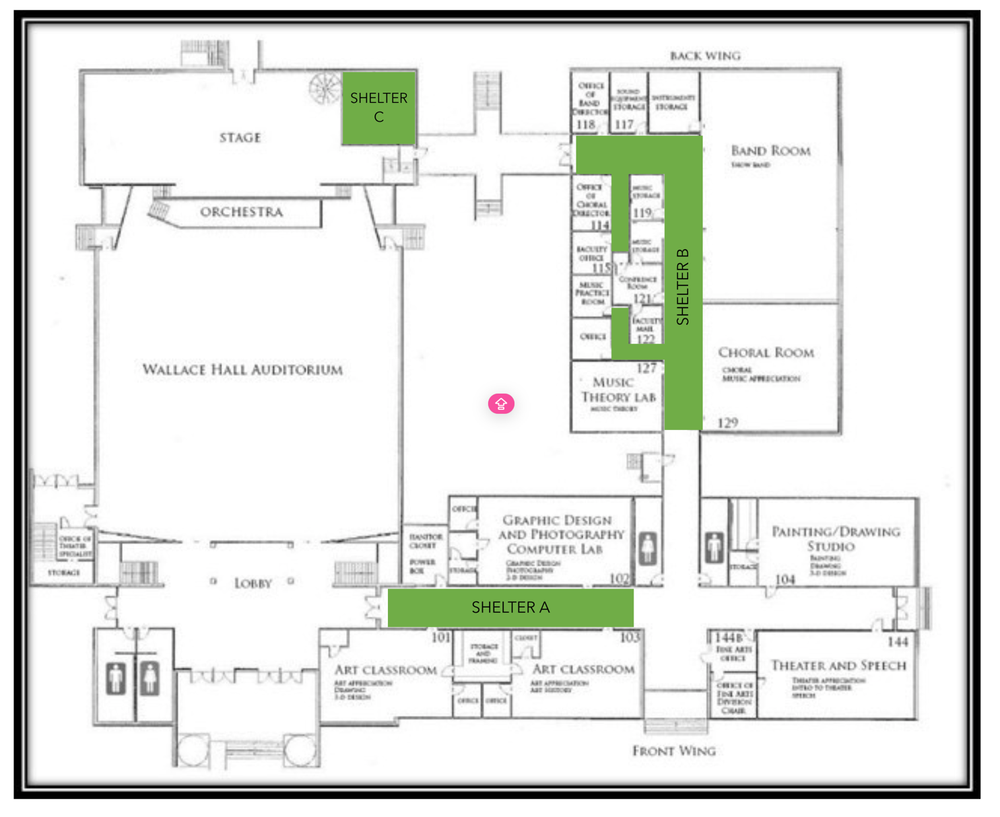 BACK WING
SHELTER
C
STAGE
ORCHESTRA
OFFICE
OF
BAND
DIRECTOR
118
SOUND
EQUIPMENT
STORAGE
117
INSTRUMENTS
STORAGE
BAND ROOM
SHOW BAND
OFFICE
OF
CHORAL
DIRECTOR
114
MUSIC
STORAGE
119
FACULTY
OFFICE
115
MUSIC
STORAGE
MUSIC
PRACTICE
ROOM
CONFRENCE
ROOM
121
OFFICE
FACULTY
MAIL
122
SHELTER B
127
MUSIC
THEORY LAB
MUSIC THEORY
CHORAL ROOM
CHORAL
MUSIC APPRECIATION
129
WALLACE HALL AUDITORIUM
OFFICE OF
THEATER
SPECIALIST
STORAGE
LOBBY
JANITOR
CLOSET
POWER
BOX
OFFICE
STORAGE
GRAPHIC DESIGN
AND PHOTOGRAPHY
COMPUTER LAB
GRAPHIC DESIGN
PHOTOGRAPHY
2-D DESIGN
102
STORAGE
PAINTING/DRAWING
STUDIO
PAINTING
DRAWING
3-D DESIGN
104
SHELTER A
101
ART CLASSROOM
ART APPRECIATION
DRAWING
3-D DESIGN
STORAGE
AND
FRAMING
OFFICE
OFFICE
CLOSET
103
ART CLASSROOM
ART APPRECIATION
ART HISTORY
144B
FINE ARTS
OFFICE
OFFICE OF
FINE ARTS
DIVISION
CHAIR
144
THEATER AND SPEECH
THEATER APPRECIATION
INTRO TO THEATER
SPEECH
FRONT WING